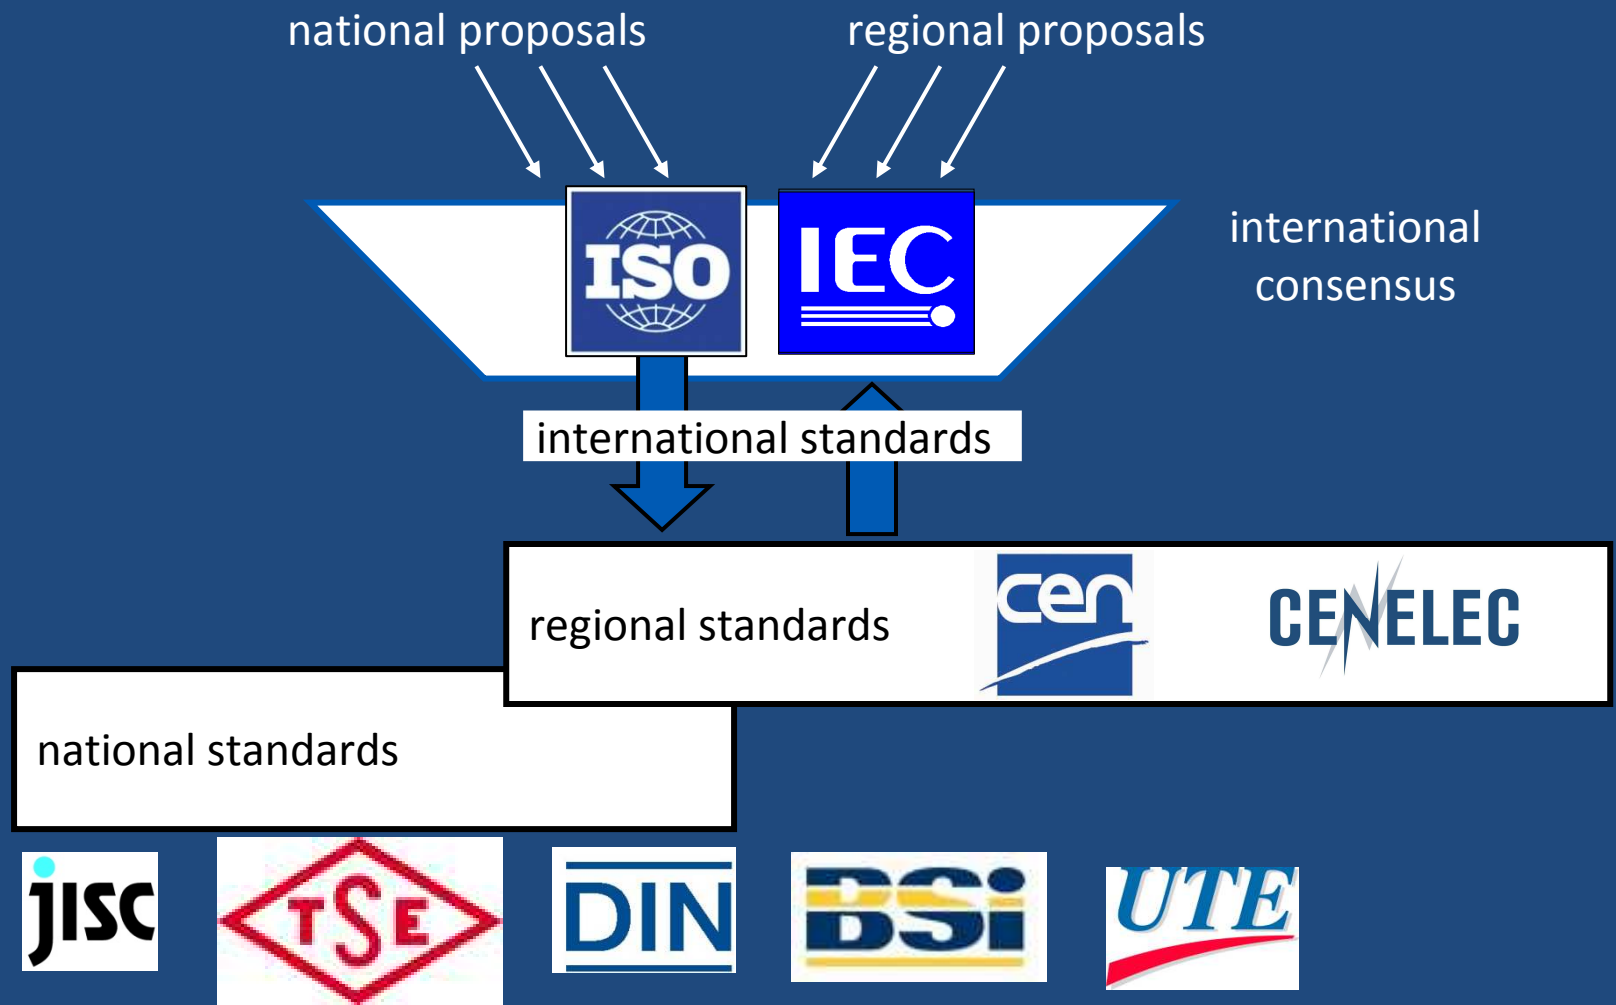 national proposals
regional proposals
ISO
IEC
international
consensus
international standards
regional standards
cen
CENELEC
national standards
jISC
TSE
DIN
BSi
UTE